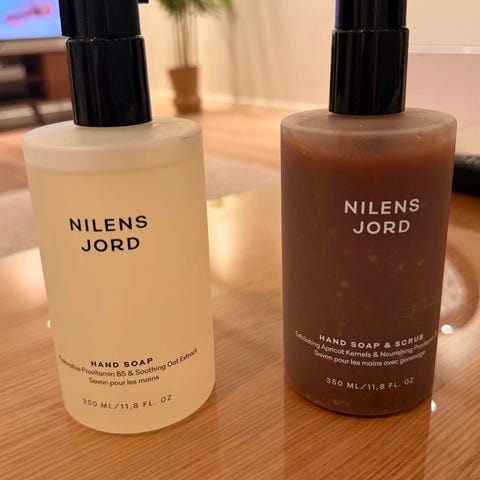 NILENS
JORD
HAND SOAP
Provitamin B5 & Soothing Oat Extract
Savon pour les mains
350 ML/11,8 FL. OZ
NILENS
JORD
HAND SOAP & SCRUB
Exfoliating Apricot Kernels & Nourishing
Savon pour les mains avec gommage
350 ML/11,8 FL. OZ